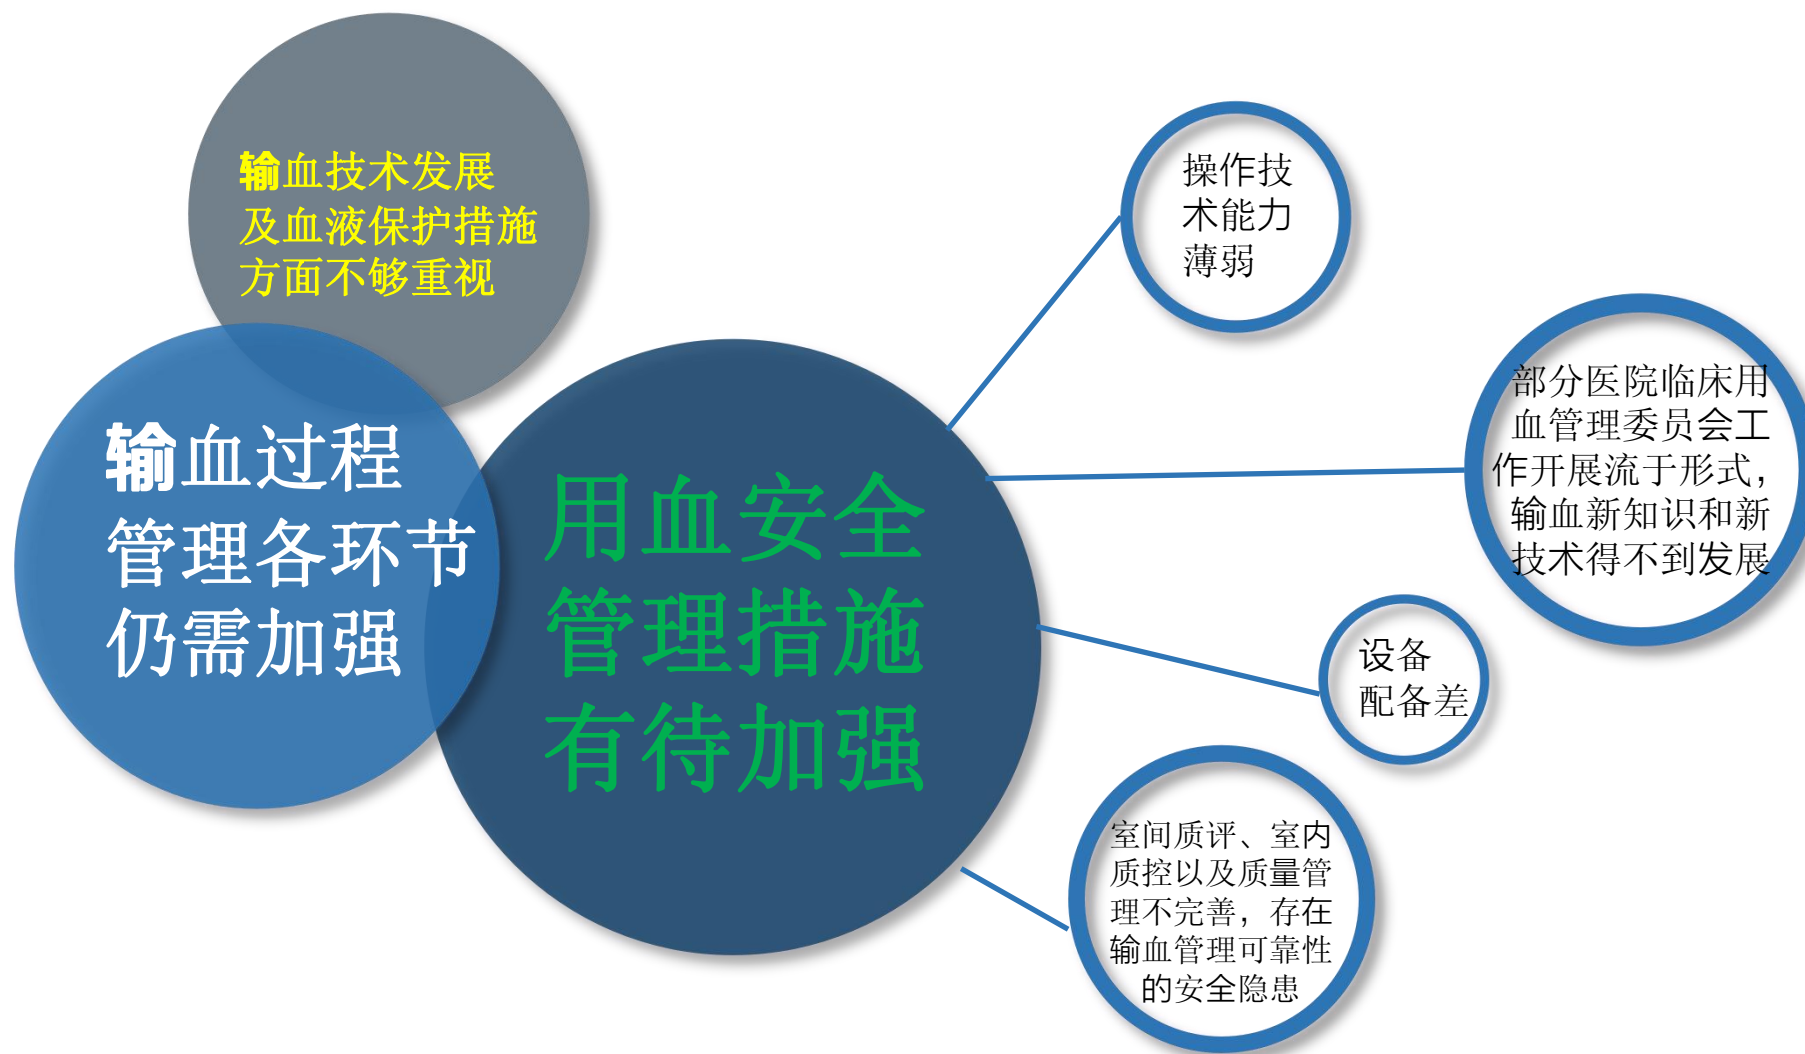 输血技术发展
及血液保护措施
方面不够重视
输血过程
管理各环节
仍需加强
用血安全
管理措施
有待加强
操作技
术能力
薄弱
部分医院临床用
血管理委员会工
作开展流于形式，
输血新知识和新
技术得不到发展
设备
配备差
室间质评、室内
质控以及质量管
理不完善，存在
输血管理可靠性
的安全隐患